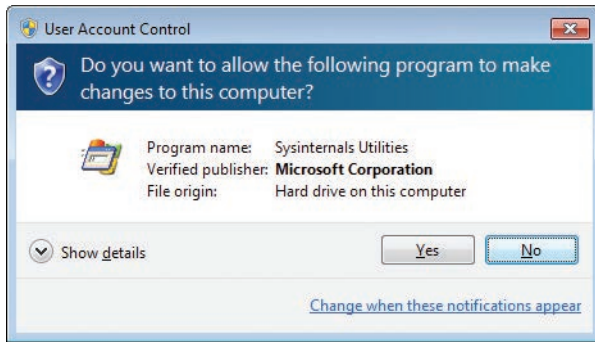 User Account Control
Do you want to allow the following program to make
changes to this computer?
Program name: Sysinternals Utilities
Verified publisher: Microsoft Corporation
File origin: Hard drive on this computer
Show details
Yes
No
Change when these notifications appear